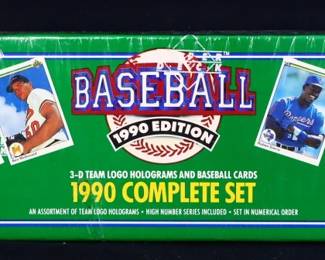 BASEBALL
1990 EDITION
3-D TEAM LOGO HOLOGRAMS AND BASEBALL CARDS
1990 COMPLETE SET
AN ASSORTMENT OF TEAM LOGO HOLOGRAMS • HIGH NUMBER SERIES INCLUDED • SET IN NUMERICAL ORDER
Rangers